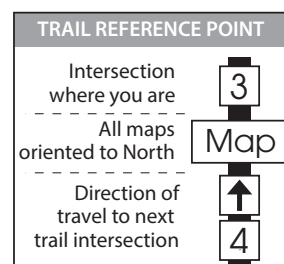 TRAIL REFERENCE POINT
Intersection
where you are
3
All maps
oriented to North
Map
Direction of
travel to next
trail intersection
4